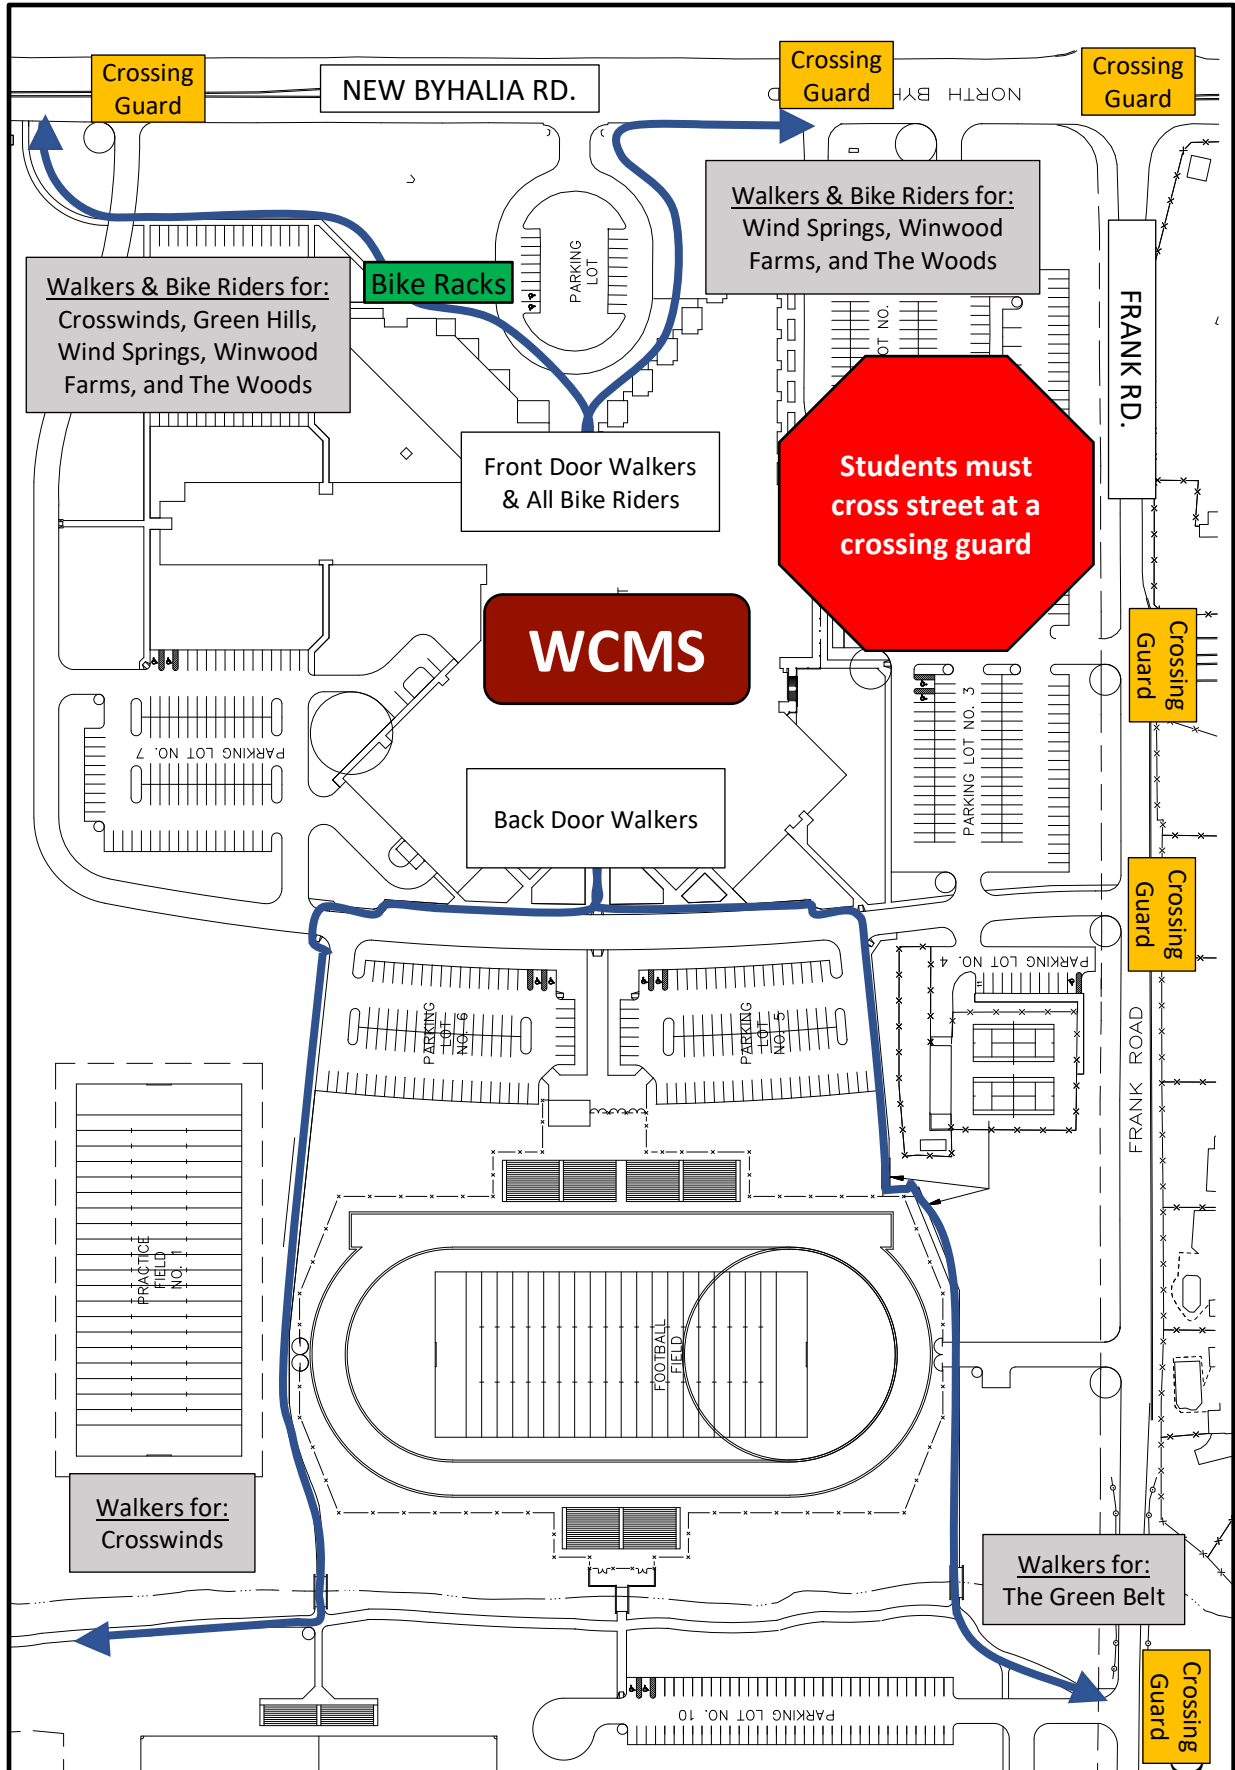 Crossing
Guard
NEW BYHALIA RD.
Crossing
Guard
NORTH BYH
D
Crossing
Guard
Walkers & Bike Riders for:
Wind Springs, Winwood
Farms, and The Woods
PARKING
LOT
FRANK RD.
Walkers & Bike Riders for:
Crosswinds, Green Hills,
Wind Springs, Winwood
Farms, and The Woods
Bike Racks
OT NO.
Front Door Walkers
& All Bike Riders
Students must
cross street at a
crossing guard
WCMS
Crossing
Guard
PARKING LOT NO. 3
PARKING LOT NO. 7
Back Door Walkers
Crossing
Guard
PARKING LOT NO. 4
11
PARKING
LOT
NO. 6
PARKING
LOT
NO. 5
FRANK ROAD
PRACTICE
FIELD
NO. 1
FOOTBALL
FIELD
Walkers for:
Crosswinds
Walkers for:
The Green Belt
Crossing
Guard
PARKING LOT NO. 10